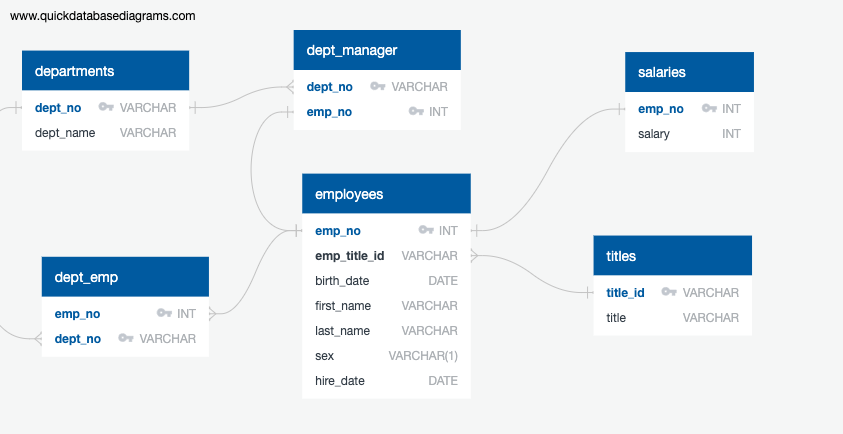 www.quickdatabasediagrams.com
departments
dept_no VARCHAR
dept_name VARCHAR
dept_manager
dept_no VARCHAR
emp_no INT
salaries
emp_no INT
salary INT
employees
emp_no INT
emp_title_id VARCHAR
birth_date DATE
first_name VARCHAR
last_name VARCHAR
sex VARCHAR(1)
hire_date DATE
dept_emp
emp_no INT
dept_no VARCHAR
titles
title_id VARCHAR
title VARCHAR